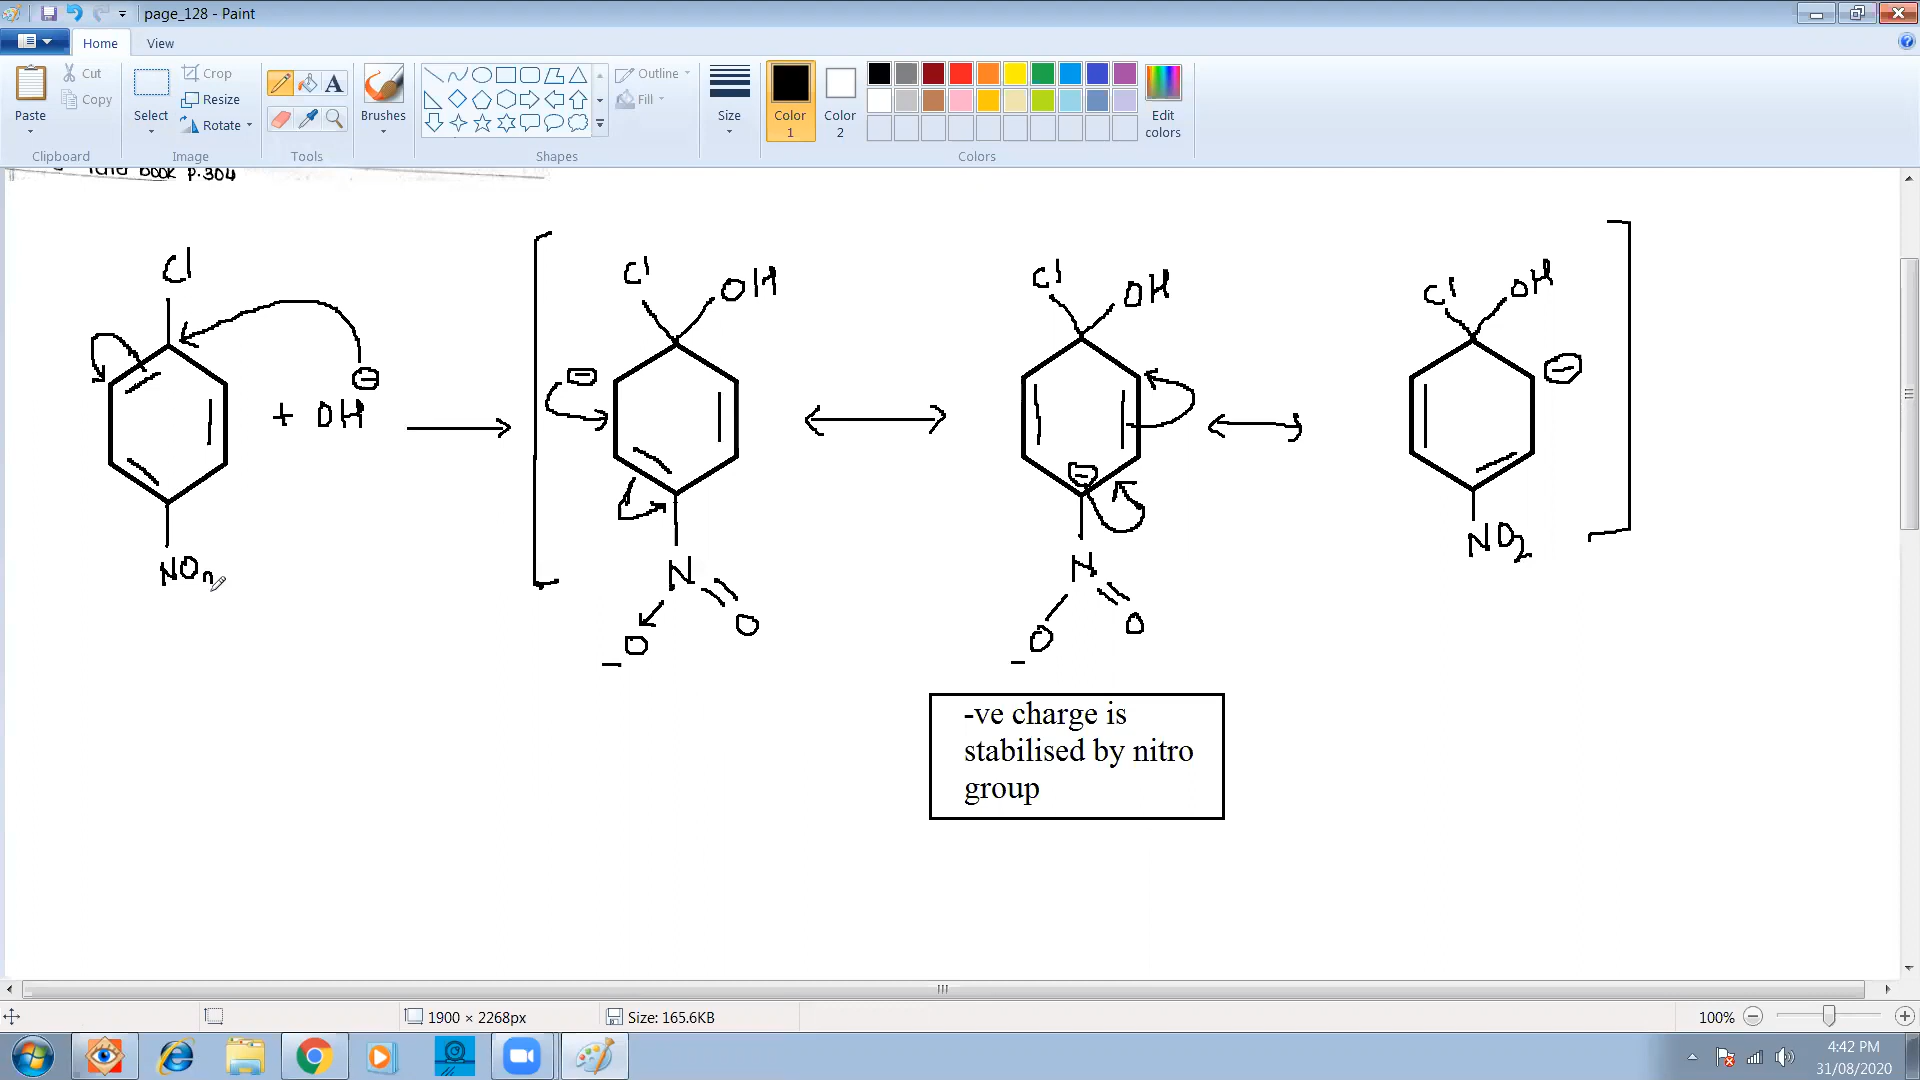 page_128 - Paint
Home
View
Paste
Cut
Copy
Clipboard
Select
Crop
Resize
Rotate
Image
Tools
Brushes
Outline
Fill
Shapes
Size
Color
1
Color
2
Edit
colors
Colors
book p.304
Cl
+ OH
NO
Cl
OH
N
O
O
-
Cl
OH
N
O
O
-
Cl
OH
NO2
-ve charge is
stabilised by nitro
group
1900 × 2268px
Size: 165.6KB
100%
4:42 PM
31/08/2020